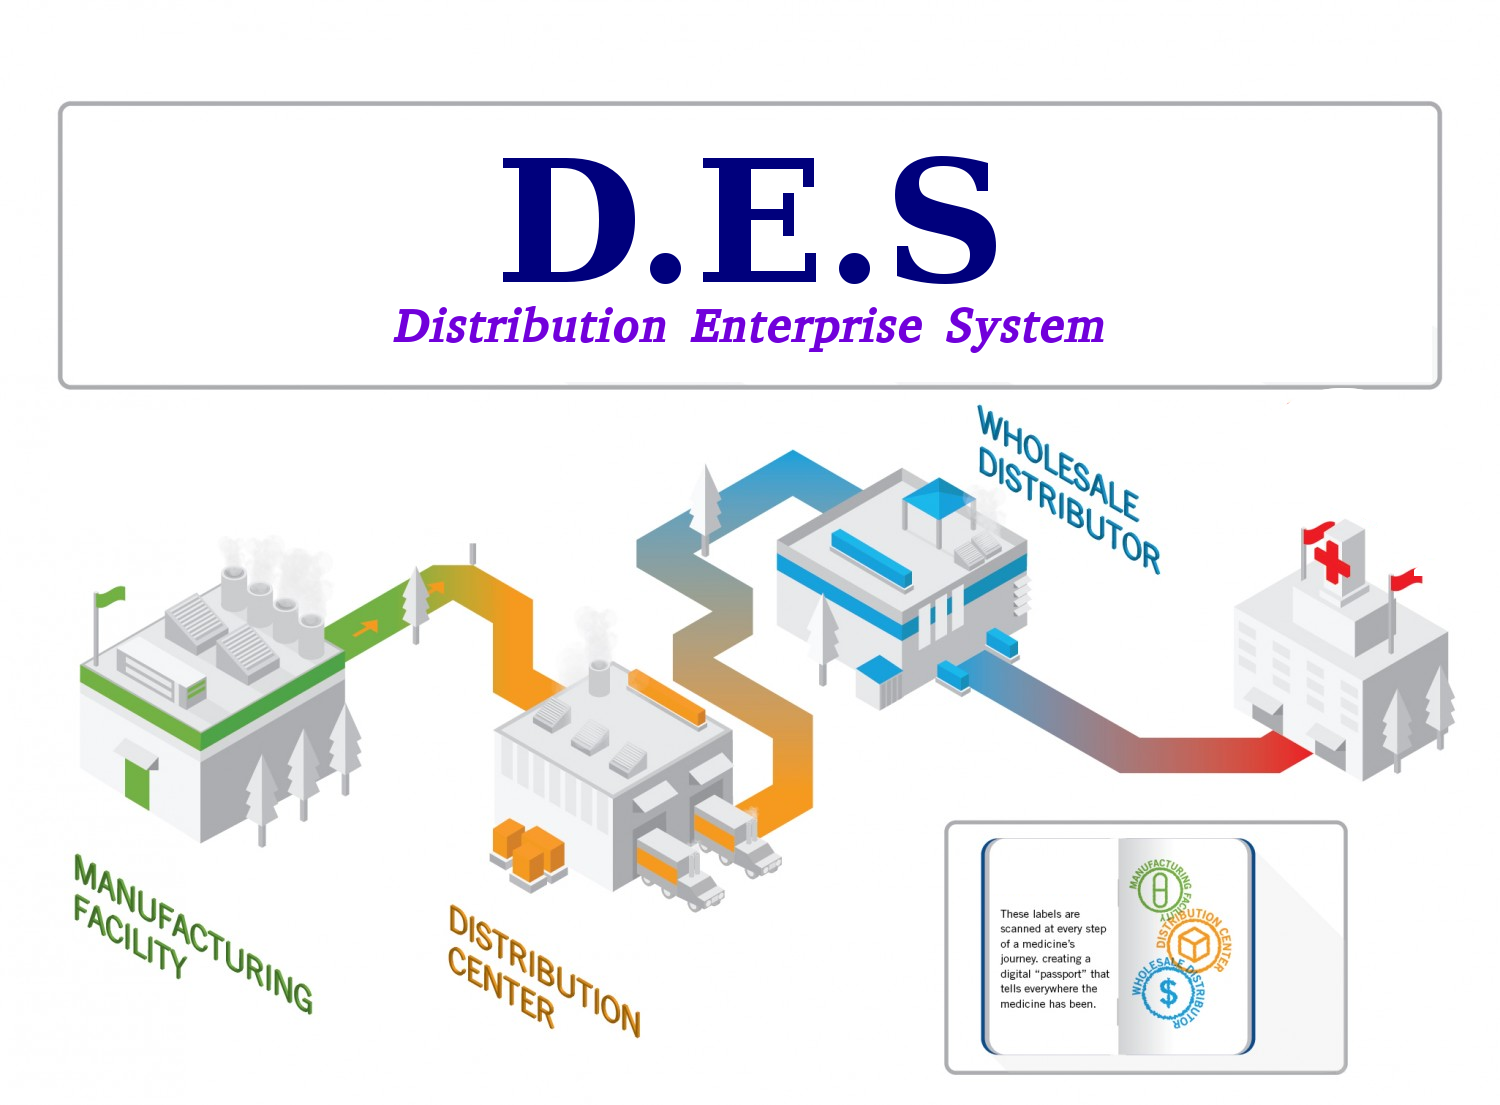 D.E.S
Distribution Enterprise System
WHOLESALE
DISTRIBUTOR
MANUFACTURING
FACILITY
DISTRIBUTION
CENTER
These labels are
scanned at every step
of a medicine's
journey. creating a
digital “passport” that
tells everywhere the
medicine has been.
MANUFACTURING FACILITY
DISTRIBUTION CENTER
WHOLESALE DISTRIBUTOR
$